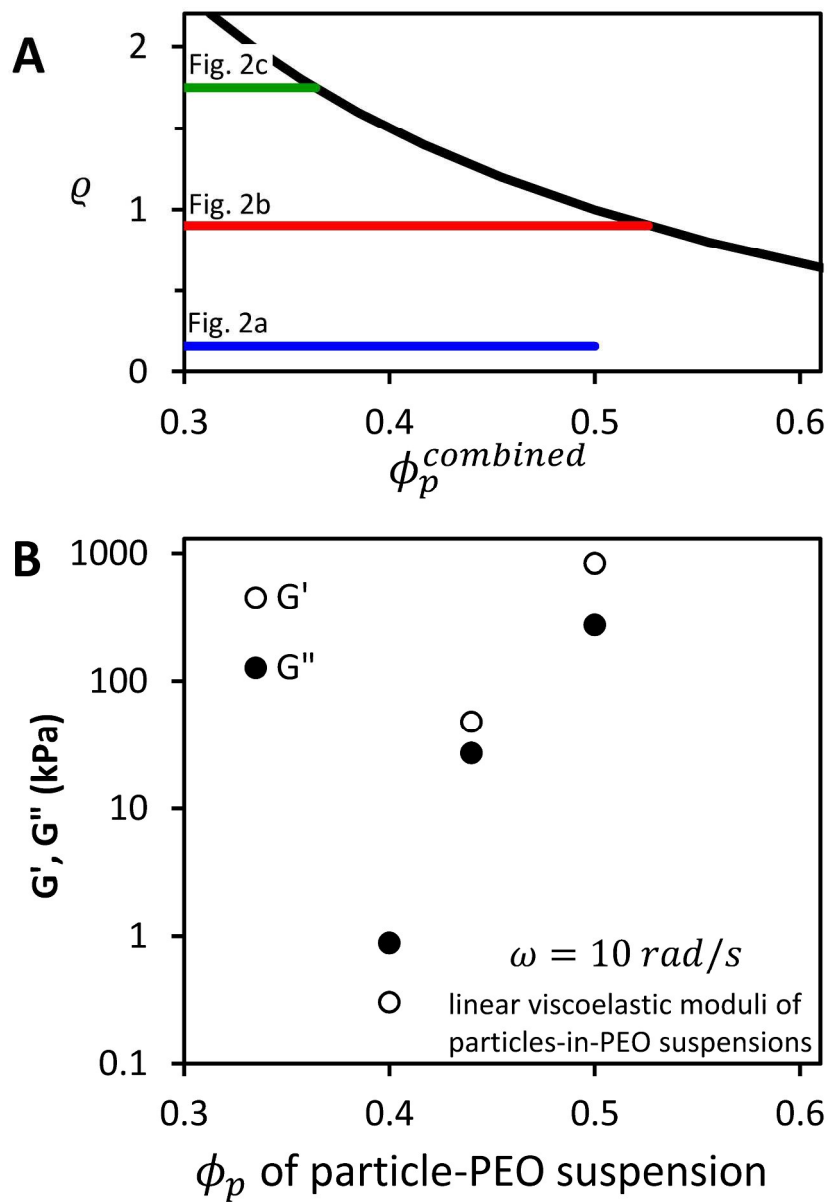 A
2
1
0
ϱ
Fig. 2c
Fig. 2b
Fig. 2a
0.3 0.4 0.5 0.6
ϕ_p^{combined}
B
1000
100
10
1
0.1
G', G" (kPa)
G'
G"
ω = 10 rad/s
linear viscoelastic moduli of
particles-in-PEO suspensions
0.3 0.4 0.5 0.6
ϕ_p of particle-PEO suspension